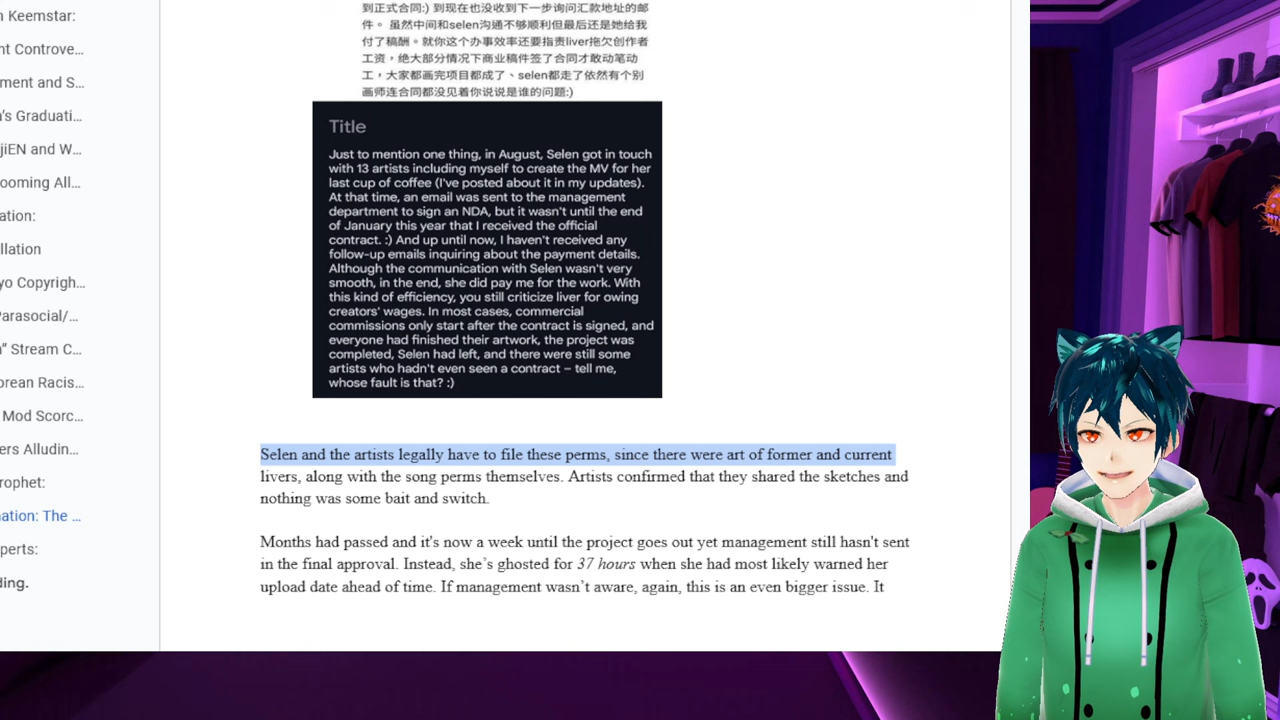 n Keemstar:
nt Controve...
ment and S...
n's Graduati...
jiEN and W...
ooming All...
ation:
llation
yo Copyrigh...
Parasocial/...
n" Stream C...
orean Racis...
Mod Scorc...
ers Alludin...
rophet:
nation: The ...
perts:
ding.
到正式合同:) 到现在也没收到下一步询问汇款地址的邮
件。 虽然中间和selen沟通不够顺利但最后还是她给我
付了稿酬。就你这个办事效率还要指责liver拖欠创作者
工资，绝大部分情况下商业稿件签了合同才敢动笔动
工，大家都画完项目都成了、selen都走了依然有个别
画师连合同都没见着你说说是谁的问题:)
Title
Just to mention one thing, in August, Selen got in touch
with 13 artists including myself to create the MV for her
last cup of coffee (I've posted about it in my updates).
At that time, an email was sent to the management
department to sign an NDA, but it wasn't until the end
of January this year that I received the official
contract. :) And up until now, I haven't received any
follow-up emails inquiring about the payment details.
Although the communication with Selen wasn't very
smooth, in the end, she did pay me for the work. With
this kind of efficiency, you still criticize liver for owing
creators' wages. In most cases, commercial
commissions only start after the contract is signed, and
everyone had finished their artwork, the project was
completed, Selen had left, and there were still some
artists who hadn't even seen a contract – tell me,
whose fault is that? :)
Selen and the artists legally have to file these perms, since there were art of former and current
livers, along with the song perms themselves. Artists confirmed that they shared the sketches and
nothing was some bait and switch.
Months had passed and it's now a week until the project goes out yet management still hasn't sent
in the final approval. Instead, she's ghosted for 37 hours when she had most likely warned her
upload date ahead of time. If management wasn't aware, again, this is an even bigger issue. It